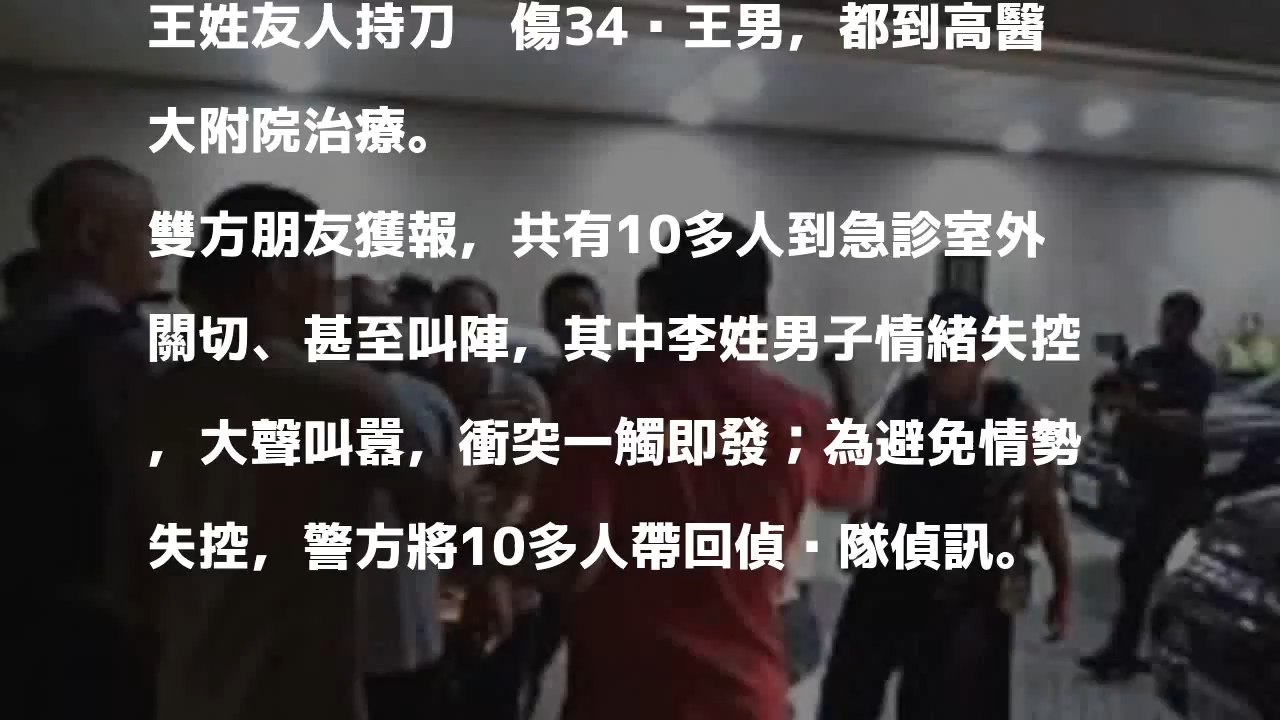 王姓友人持刀　傷34·王男，都到高醫
大附院治療。
雙方朋友獲報，共有10多人到急診室外
關切、甚至叫陣，其中李姓男子情緒失控
，大聲叫囂，衝突一觸即發；為避免情勢
失控，警方將10多人帶回偵·隊偵訊。